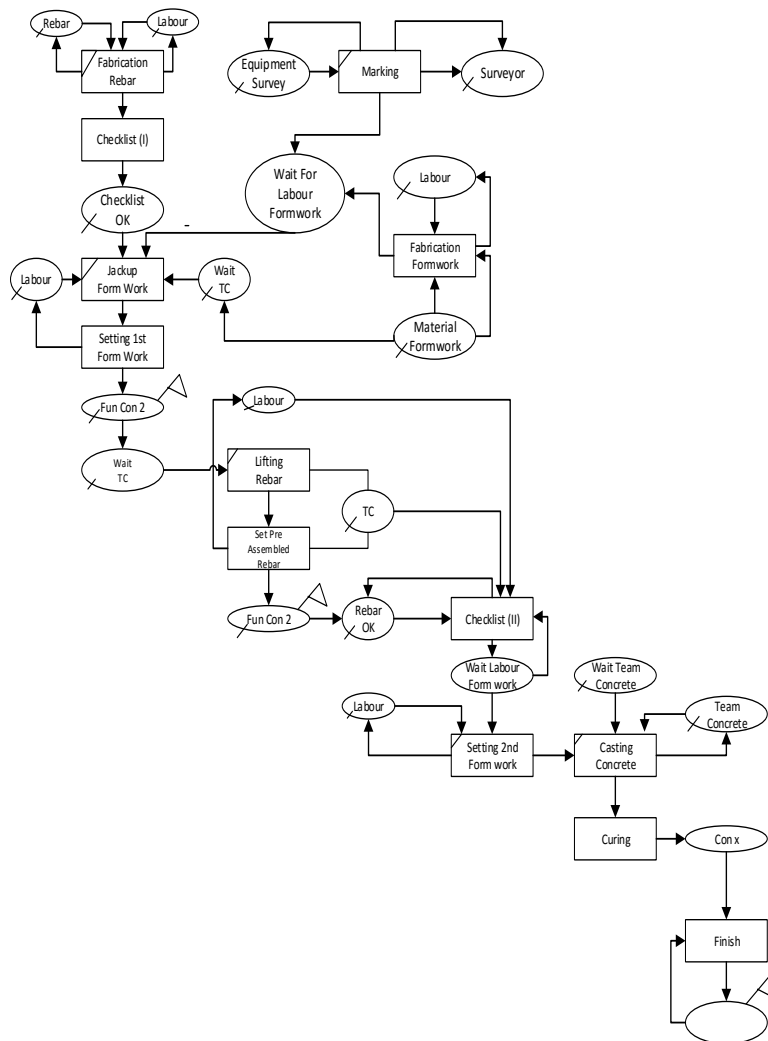 Rebar
Labour
Fabrication
Rebar
Equipment
Survey
Marking
Surveyor
Checklist (I)
Wait For
Labour
Formwork
Labour
Checklist
OK
Fabrication
Formwork
Labour
Jackup
Form Work
Wait
TC
Material
Formwork
Setting 1st
Form Work
Fun Con 2
Labour
Wait
TC
Lifting
Rebar
TC
Set Pre
Assembled
Rebar
Fun Con 2
Rebar
OK
Checklist (II)
Wait Labour
Form work
Wait Team
Concrete
Labour
Team
Concrete
Setting 2nd
Form work
Casting
Concrete
Curing
Con x
Finish